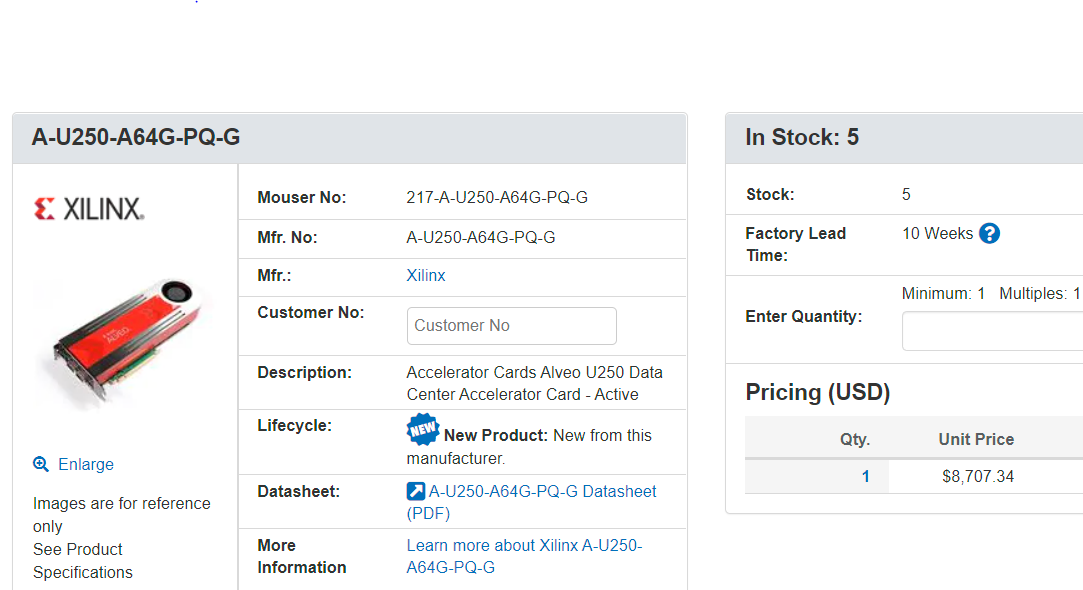 A-U250-A64G-PQ-G
XILINX
Enlarge
Images are for reference
only
See Product
Specifications
Mouser No: 217-A-U250-A64G-PQ-G
Mfr. No: A-U250-A64G-PQ-G
Mfr.: Xilinx
Customer No: Customer No
Description: Accelerator Cards Alveo U250 Data
Center Accelerator Card - Active
Lifecycle: NEW New Product: New from this
manufacturer.
Datasheet: A-U250-A64G-PQ-G Datasheet
(PDF)
More Learn more about Xilinx A-U250-
Information A64G-PQ-G
In Stock: 5
Stock: 5
Factory Lead 10 Weeks ?
Time:
Minimum: 1 Multiples: 1
Enter Quantity:
Pricing (USD)
Qty. Unit Price
1 $8,707.34
ALVEO